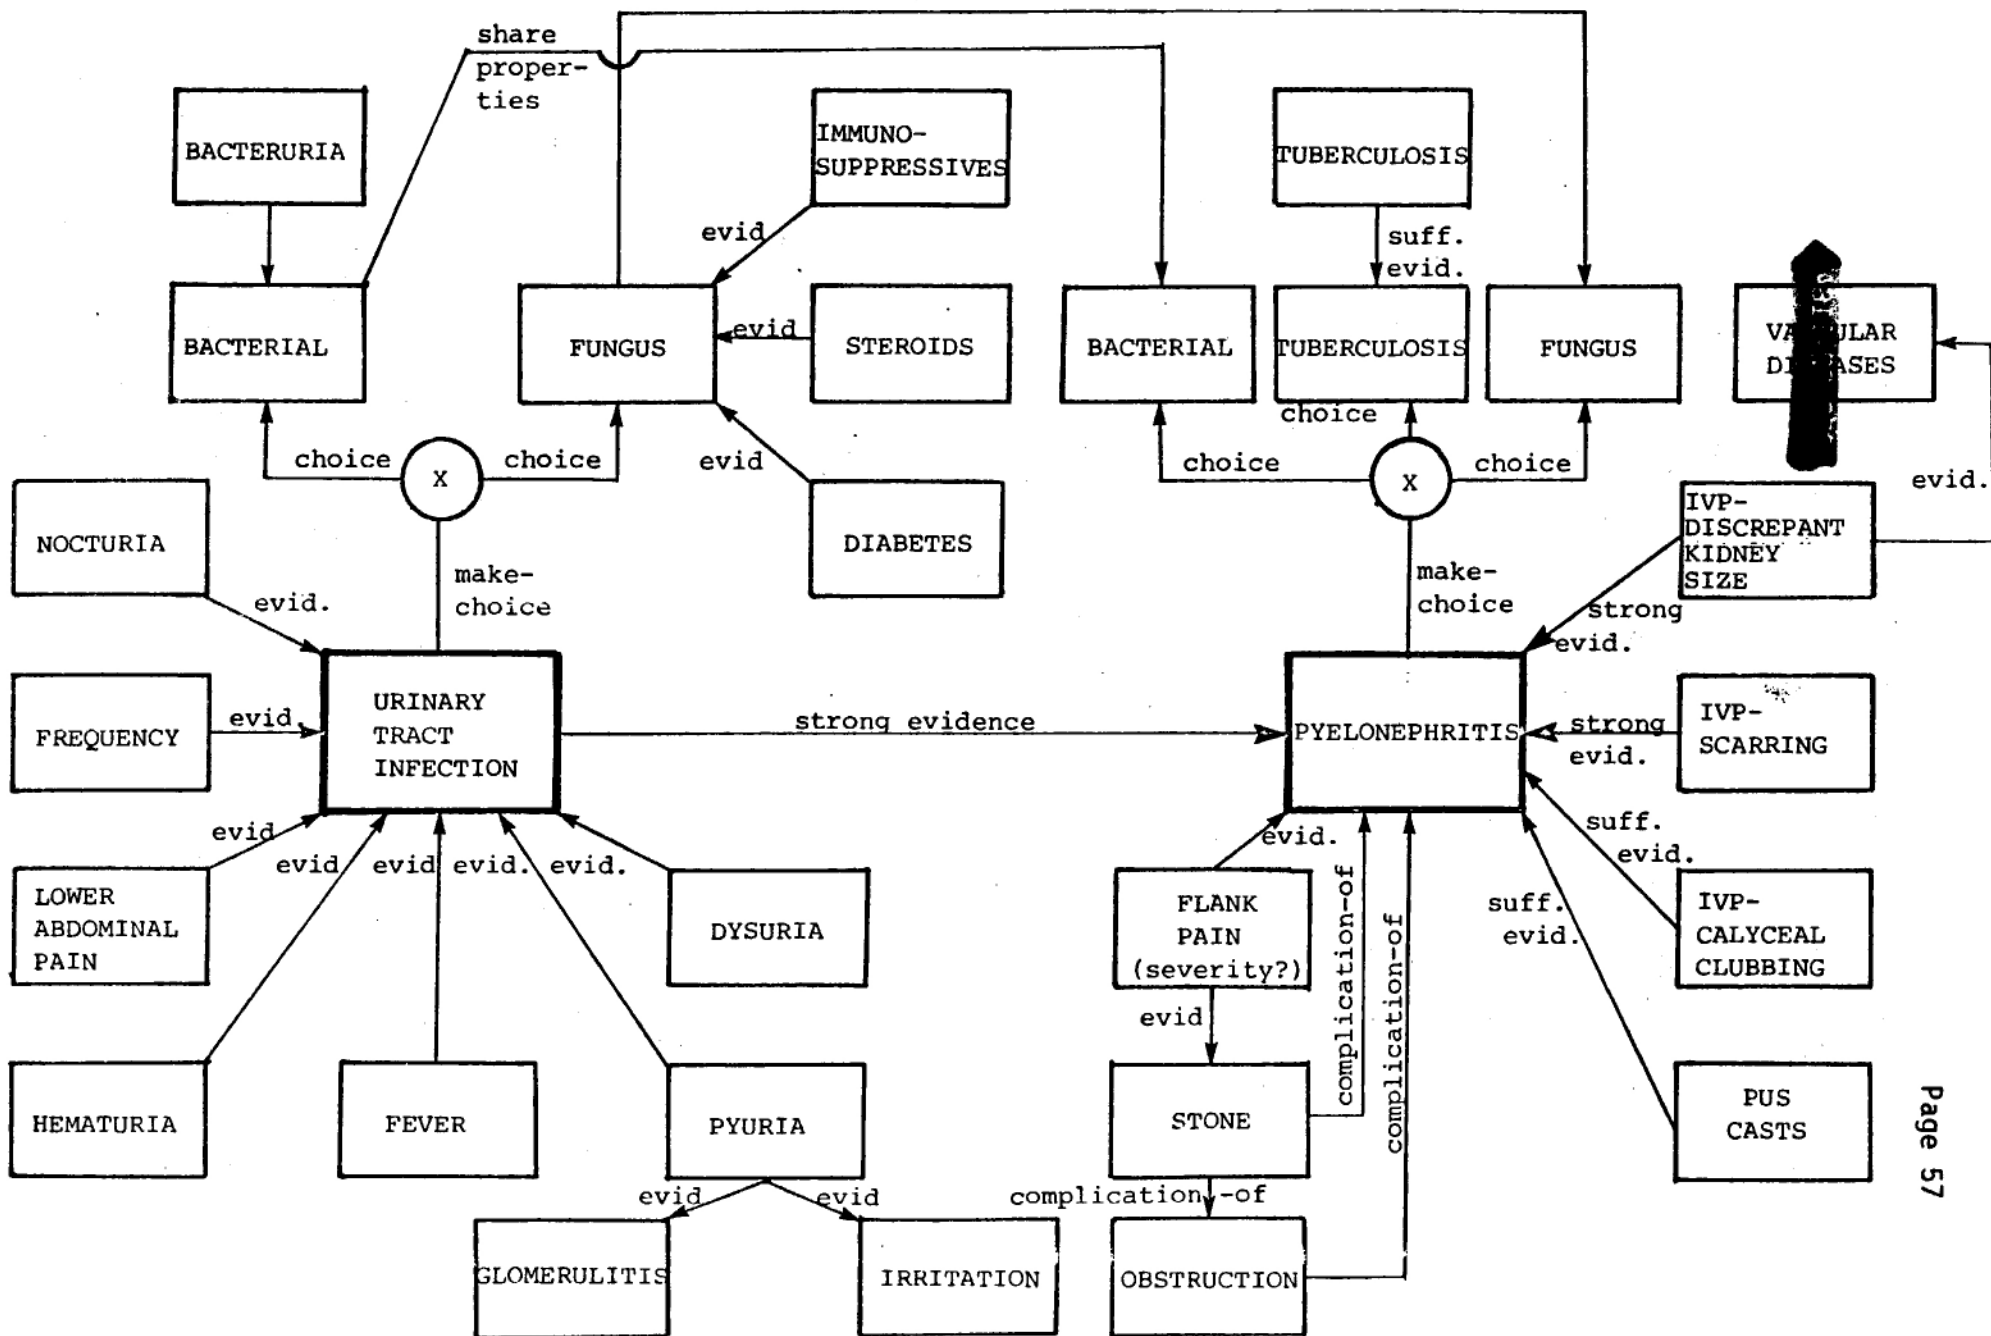 share
proper-
ties
BACTERURIA
IMMUNO-
SUPPRESSIVES
TUBERCULOSIS
evid
suff.
evid.
BACTERIAL
FUNGUS
evid
STEROIDS
BACTERIAL
TUBERCULOSIS
FUNGUS
choice
choice
X
choice
evid
choice
X
choice
evid.
NOCTURIA
DIABETES
IVP-
DISCREPANT
KIDNEY
SIZE
make-
choice
make-
choice
evid.
strong
evid.
FREQUENCY
evid.
URINARY
TRACT
INFECTION
strong evidence
PYELONEPHRITIS
strong
evid.
IVP-
SCARRING
evid
evid
evid
evid.
evid.
evid.
suff.
evid.
LOWER
ABDOMINAL
PAIN
DYSURIA
FLANK
PAIN
(severity?)
complication-of
complication-of
suff.
evid.
IVP-
CALYCEAL
CLUBBING
evid
HEMATURIA
FEVER
PYURIA
STONE
PUS
CASTS
evid
evid
complication-of
GLOMERULITIS
IRRITATION
OBSTRUCTION
Page 57